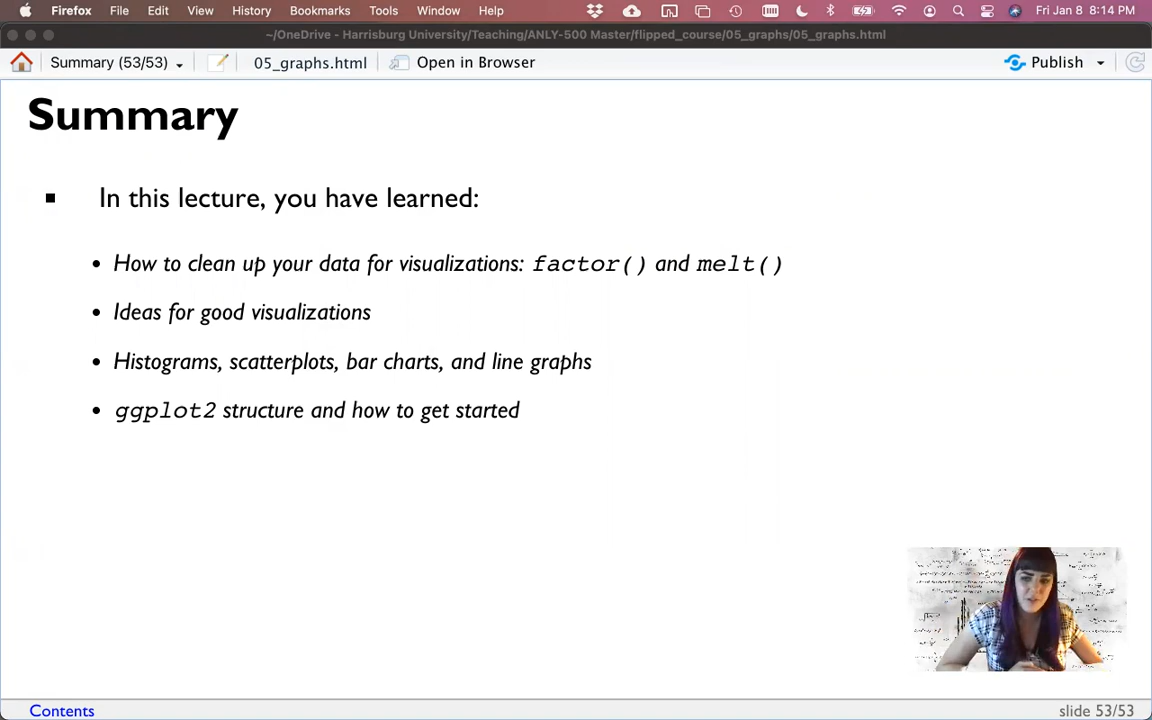 Firefox File Edit View History Bookmarks Tools Window Help Fri Jan 8 8:14 PM
~/OneDrive - Harrisburg University/Teaching/ANLY-500 Master/flipped_course/05_graphs/05_graphs.html
Summary (53/53) 05_graphs.html Open in Browser Publish
Summary
In this lecture, you have learned:
• How to clean up your data for visualizations: factor() and melt()
• Ideas for good visualizations
• Histograms, scatterplots, bar charts, and line graphs
• ggplot2 structure and how to get started
Contents slide 53/53